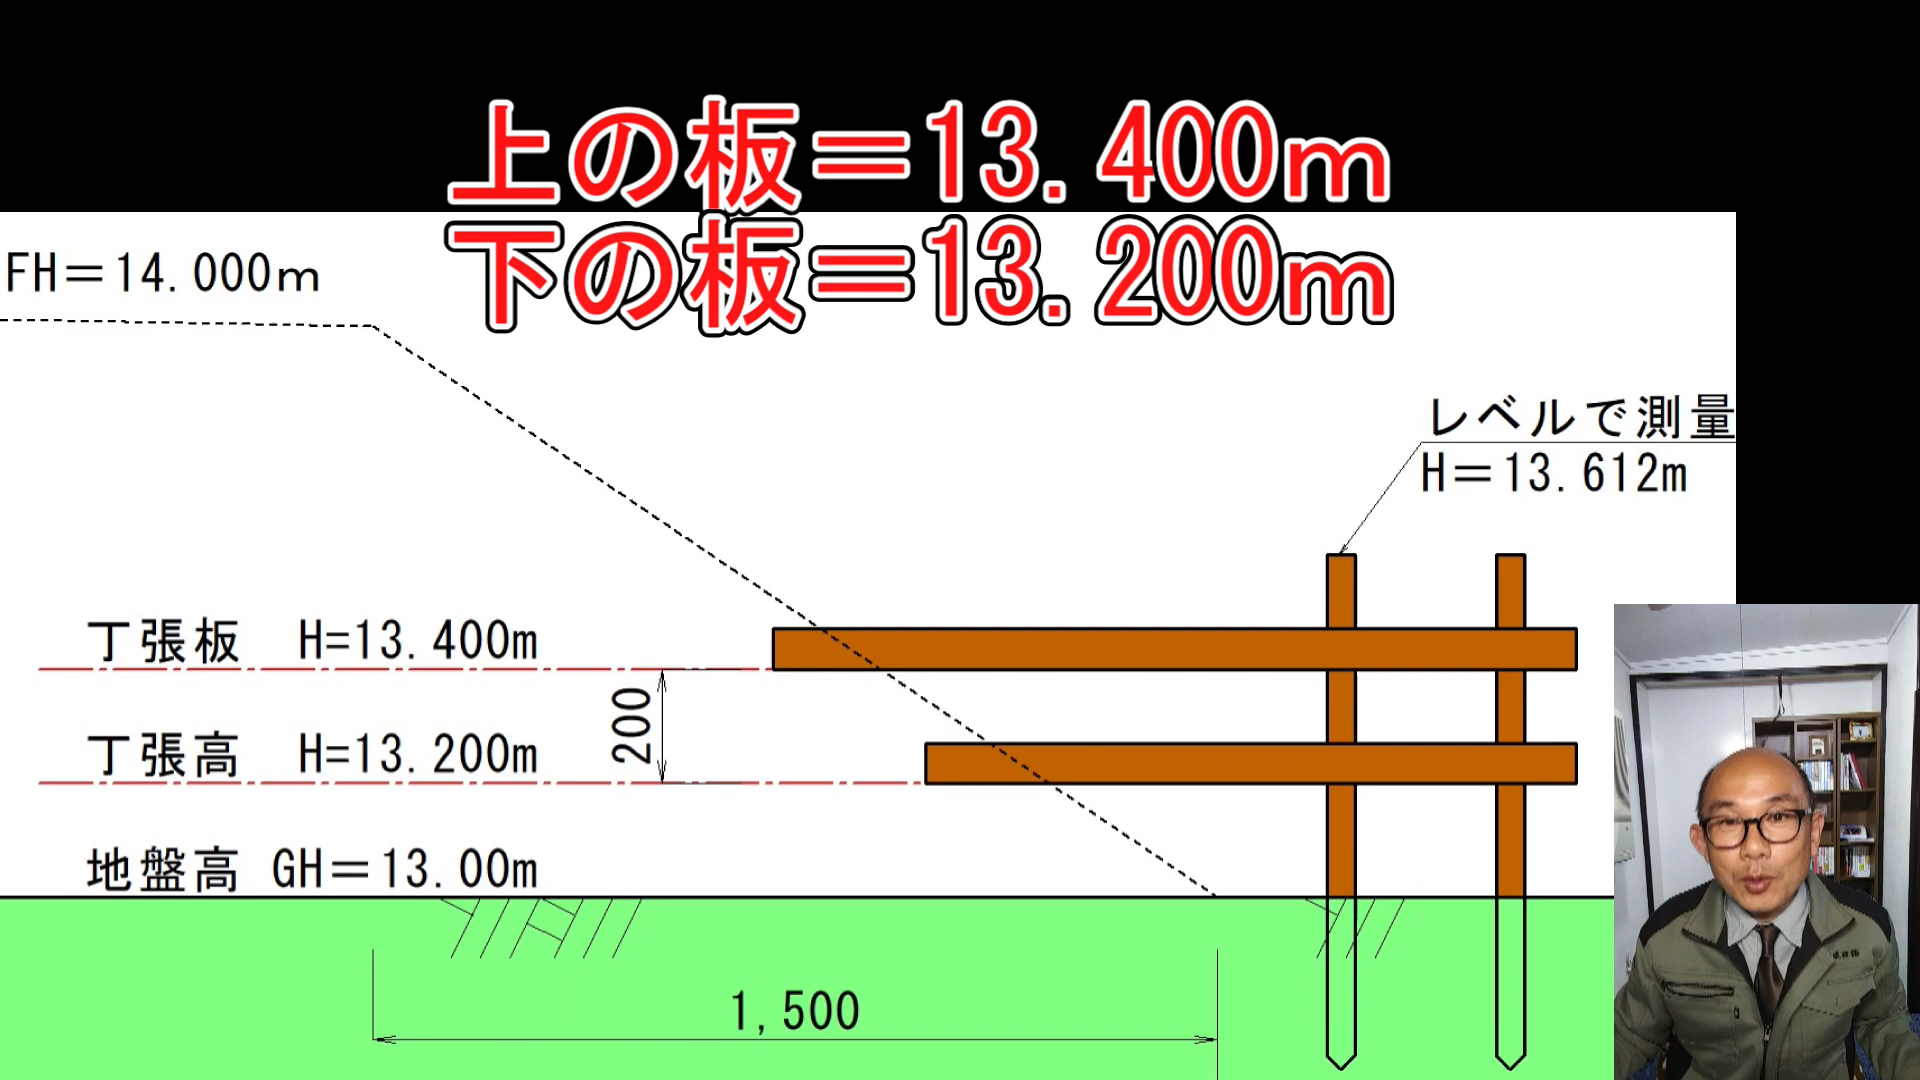 上の板＝13.400m
下の板＝13.200m
FH＝14.000m
レベルで測量
H＝13.612m
丁張板 H=13.400m
200
丁張高 H=13.200m
地盤高 GH＝13.00m
1,500